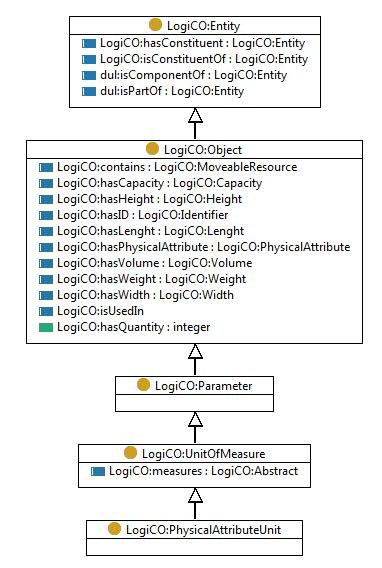 LogiCO:Entity
LogiCO:hasConstituent : LogiCO:Entity
LogiCO:isConstituentOf : LogiCO:Entity
dul:isComponentOf : LogiCO:Entity
dul:isPartOf : LogiCO:Entity
LogiCO:Object
LogiCO:contains : LogiCO:MoveableResource
LogiCO:hasCapacity : LogiCO:Capacity
LogiCO:hasHeight : LogiCO:Height
LogiCO:hasID : LogiCO:Identifier
LogiCO:hasLenght : LogiCO:Lenght
LogiCO:hasPhysicalAttribute : LogiCO:PhysicalAttribute
LogiCO:hasVolume : LogiCO:Volume
LogiCO:hasWeight : LogiCO:Weight
LogiCO:hasWidth : LogiCO:Width
LogiCO:isUsedIn
LogiCO:hasQuantity : integer
LogiCO:Parameter
LogiCO:UnitOfMeasure
LogiCO:measures : LogiCO:Abstract
LogiCO:PhysicalAttributeUnit